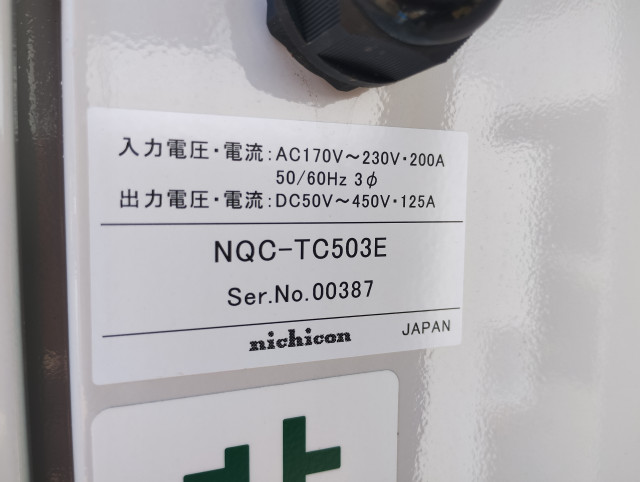 入力電圧・電流：AC170V～230V・200A
50/60Hz 3φ
出力電圧・電流：DC50V～450V・125A
NQC-TC503E
Ser.No.00387
nichicon JAPAN